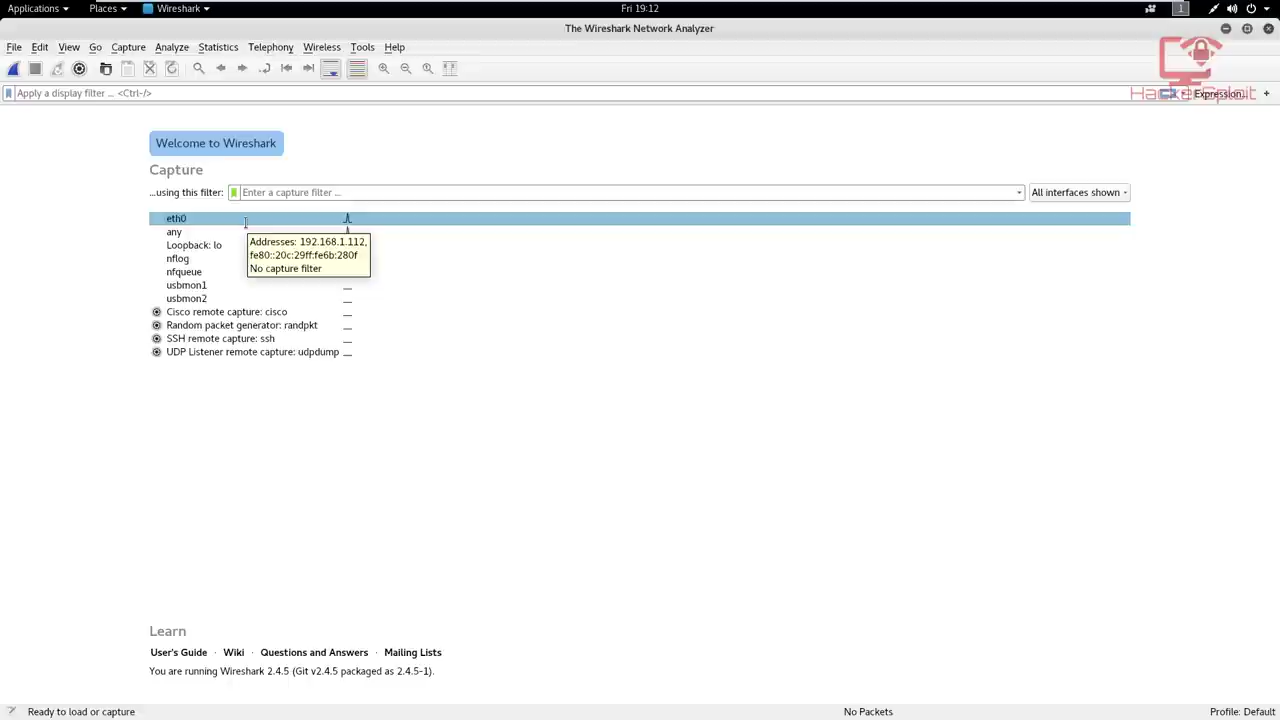 Applications Places Wireshark Fri 19:12 1
The Wireshark Network Analyzer
File Edit View Go Capture Analyze Statistics Telephony Wireless Tools Help
Apply a display filter ... <Ctrl-/> Expression... +
HackerSploit
Welcome to Wireshark
Capture
...using this filter: Enter a capture filter ... All interfaces shown
eth0
any
Loopback: lo
nflog
nfqueue
usbmon1
usbmon2
Cisco remote capture: cisco
Random packet generator: randpkt
SSH remote capture: ssh
UDP Listener remote capture: udpdump
Addresses: 192.168.1.112,
fe80::20c:29ff:fe6b:280f
No capture filter
Learn
User's Guide · Wiki · Questions and Answers · Mailing Lists
You are running Wireshark 2.4.5 (Git v2.4.5 packaged as 2.4.5-1).
Ready to load or capture No Packets Profile: Default